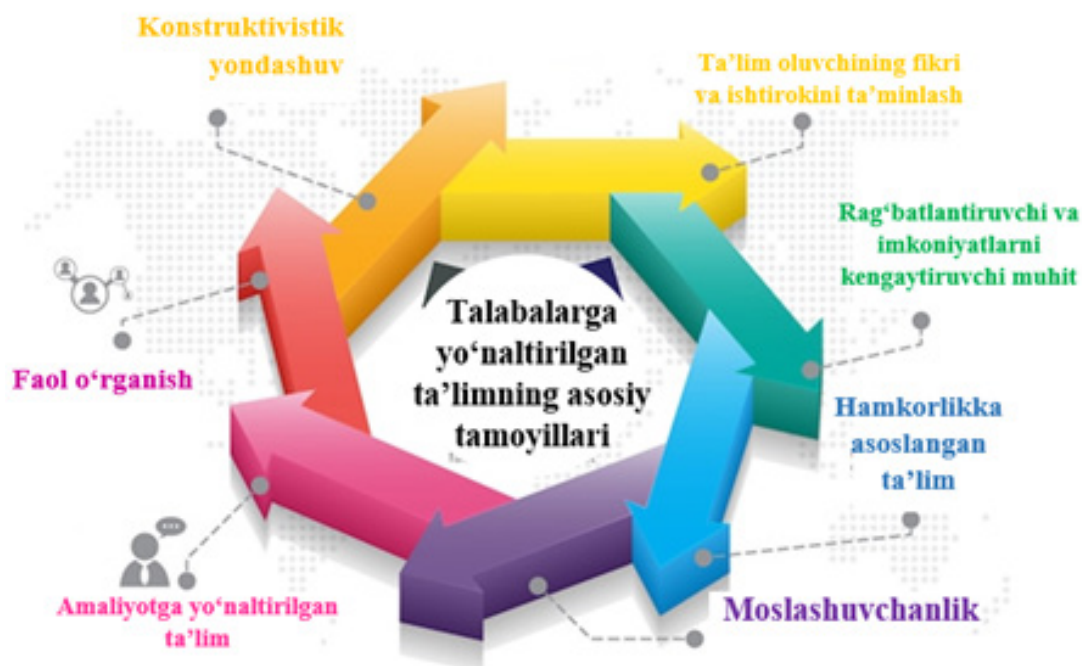 Konstruktivistik
yondashuv
Ta’lim oluvchining fikri
va ishtirokini ta’minlash
Rag‘batlantiruvchi va
imkoniyatlarni
kengaytiruvchi muhit
Talabalarga
yo‘naltirilgan
ta’limning asosiy
tamoyillari
Faol o‘rganish
Hamkorlikka
asoslangan
ta’lim
Amaliyotga yo‘naltirilgan
ta’lim
Moslashuvchanlik